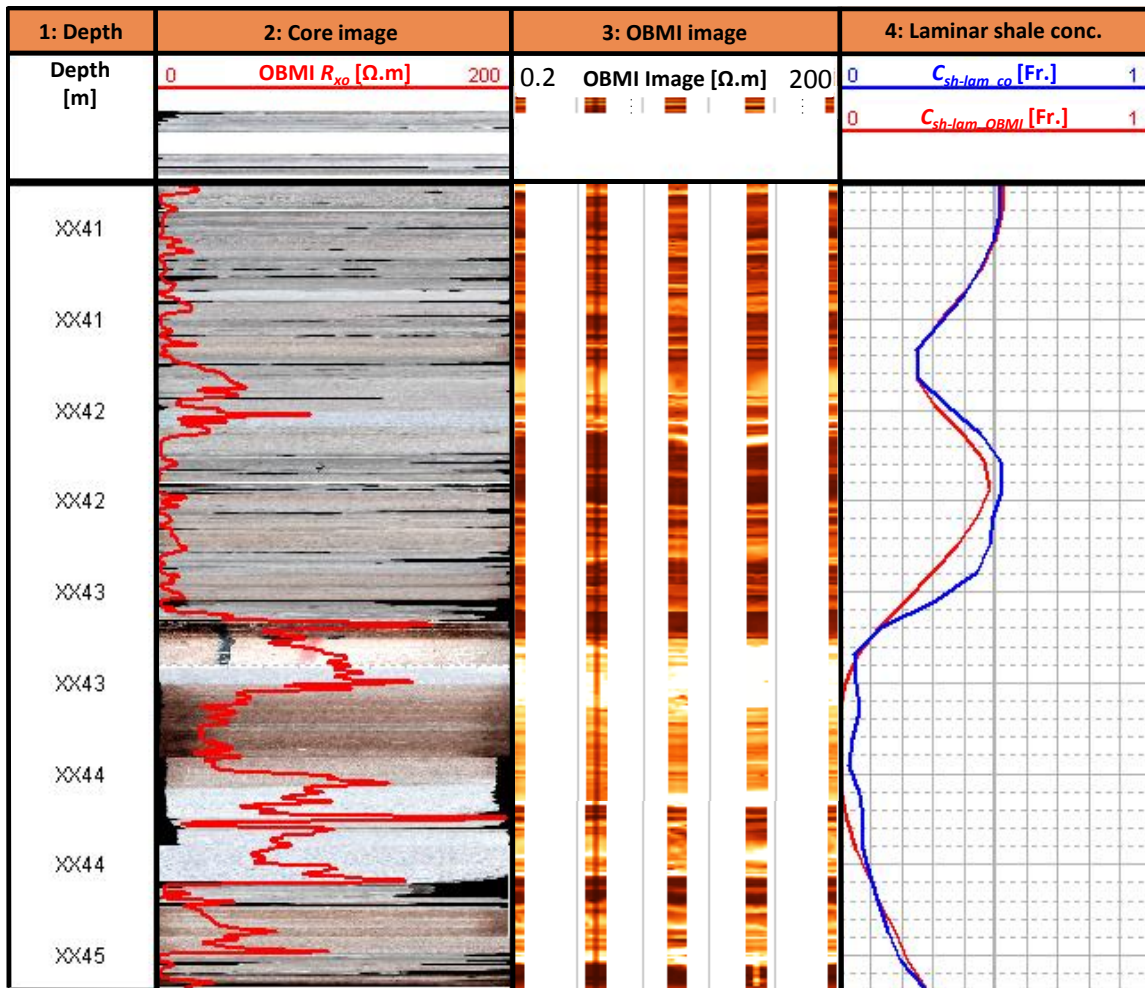 1: Depth
2: Core image
3: OBMI image
4: Laminar shale conc.
Depth
[m]
0 OBMI Rxo [Ω.m] 200
0.2 OBMI Image [Ω.m] 200
0 Csh-lam_co [Fr.] 1
0 Csh-lam_OBMI [Fr.] 1
XX41
XX41
XX42
XX42
XX43
XX43
XX44
XX44
XX45